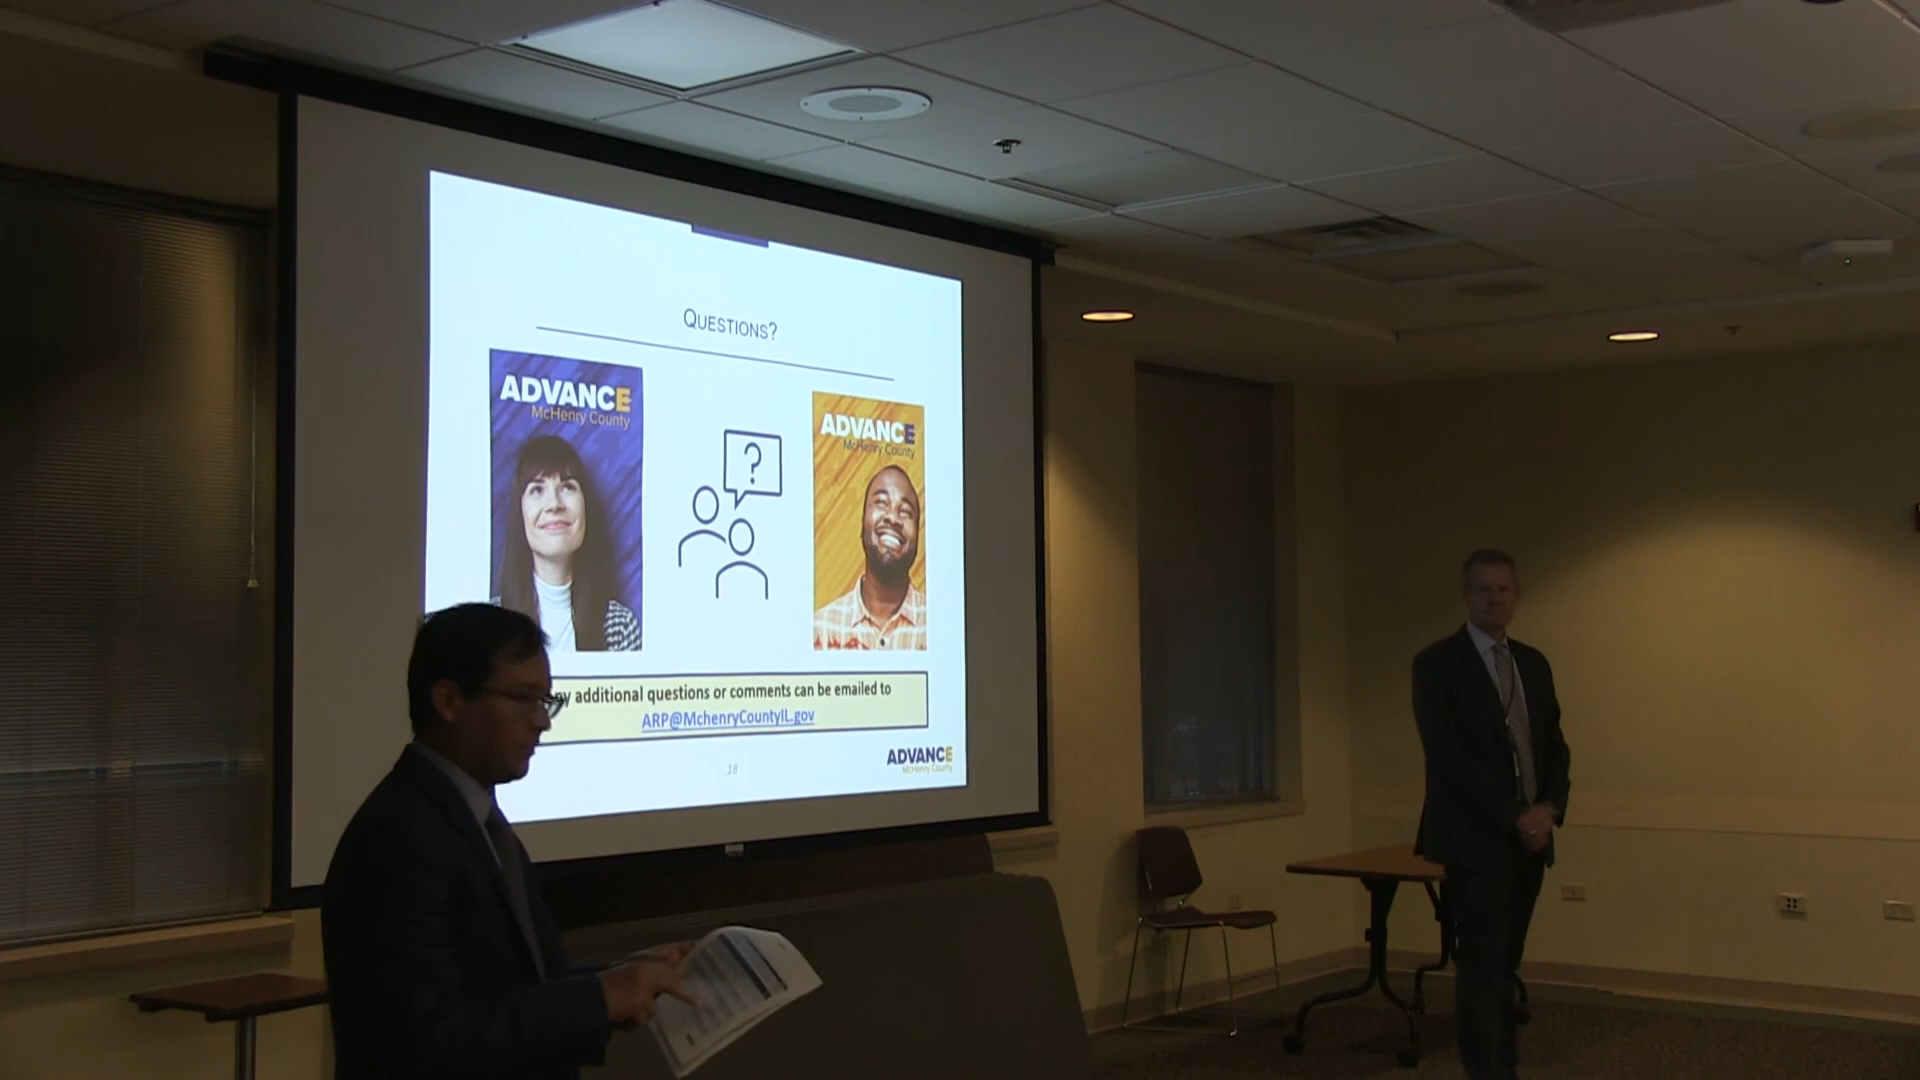 QUESTIONS?
ADVANCE
McHenry County
ADVANCE
McHenry County
?
additional questions or comments can be emailed to
ARP@MchenryCountyIL.gov
18
ADVANCE
McHenry County